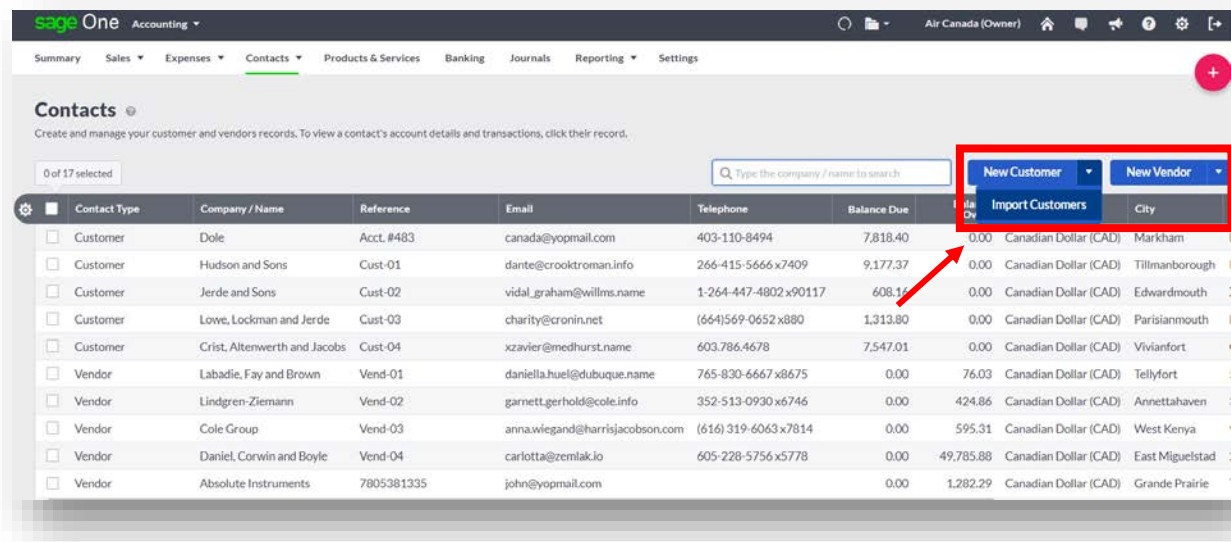 sage One Accounting Air Canada (Owner)
Summary Sales Expenses Contacts Products & Services Banking Journals Reporting Settings
+
Contacts
Create and manage your customer and vendors records. To view a contact's account details and transactions, click their record.
0 of 17 selected Type the company / name to search New Customer New Vendor
Import Customers
Contact Type Company / Name Reference Email Telephone Balance Due City
Customer Dole Acct. #483 canada@yopmail.com 403-110-8494 7,818.40 0.00 Canadian Dollar (CAD) Markham
Customer Hudson and Sons Cust-01 dante@crooktroman.info 266-415-5666 x7409 9,177.37 0.00 Canadian Dollar (CAD) Tillmanborough
Customer Jerde and Sons Cust-02 vidal_graham@willms.name 1-264-447-4802 x90117 608.16 0.00 Canadian Dollar (CAD) Edwardmouth
Customer Lowe, Lockman and Jerde Cust-03 charity@cronin.net (664)569-0652 x880 1,313.80 0.00 Canadian Dollar (CAD) Parisianmouth
Customer Crist, Altenwerth and Jacobs Cust-04 xzavier@medhurst.name 603.786.4678 7,547.01 0.00 Canadian Dollar (CAD) Vivianfort
Vendor Labadie, Fay and Brown Vend-01 daniella.huel@dubuque.name 765-830-6667 x8675 0.00 76.03 Canadian Dollar (CAD) Tellyfort
Vendor Lindgren-Ziemann Vend-02 garnett.gerhold@cole.info 352-513-0930 x6746 0.00 424.86 Canadian Dollar (CAD) Annettahaven
Vendor Cole Group Vend-03 anna.wiegand@harrisjacobson.com (616) 319-6063 x7814 0.00 595.31 Canadian Dollar (CAD) West Kenya
Vendor Daniel, Corwin and Boyle Vend-04 carlotta@zemlak.io 605-228-5756 x5778 0.00 49,785.88 Canadian Dollar (CAD) East Miguelstad
Vendor Absolute Instruments 7805381335 john@yopmail.com 0.00 1,282.29 Canadian Dollar (CAD) Grande Prairie